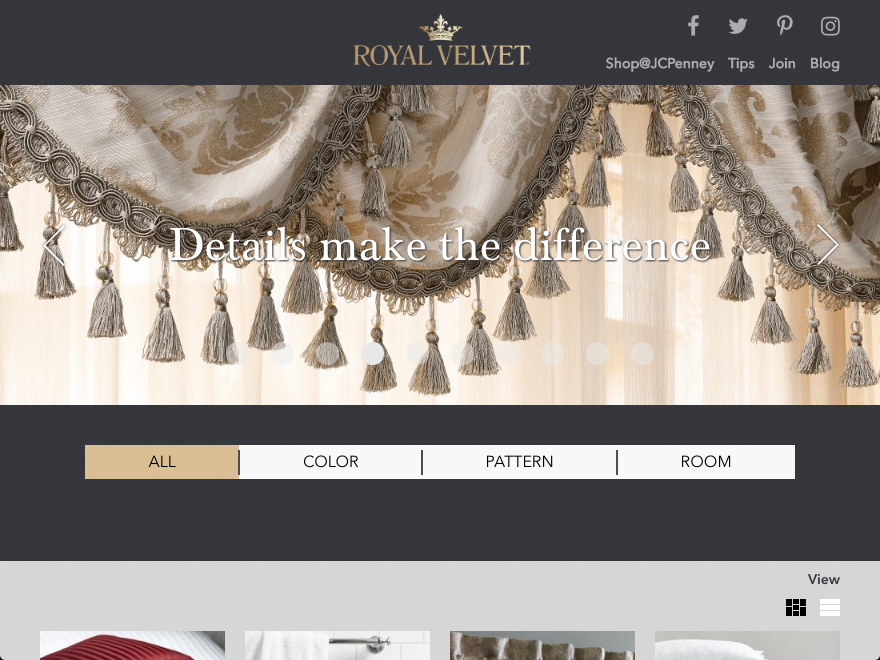 ROYAL VELVET
Shop@JCPenney Tips Join Blog
Details make the difference
ALL COLOR PATTERN ROOM
View